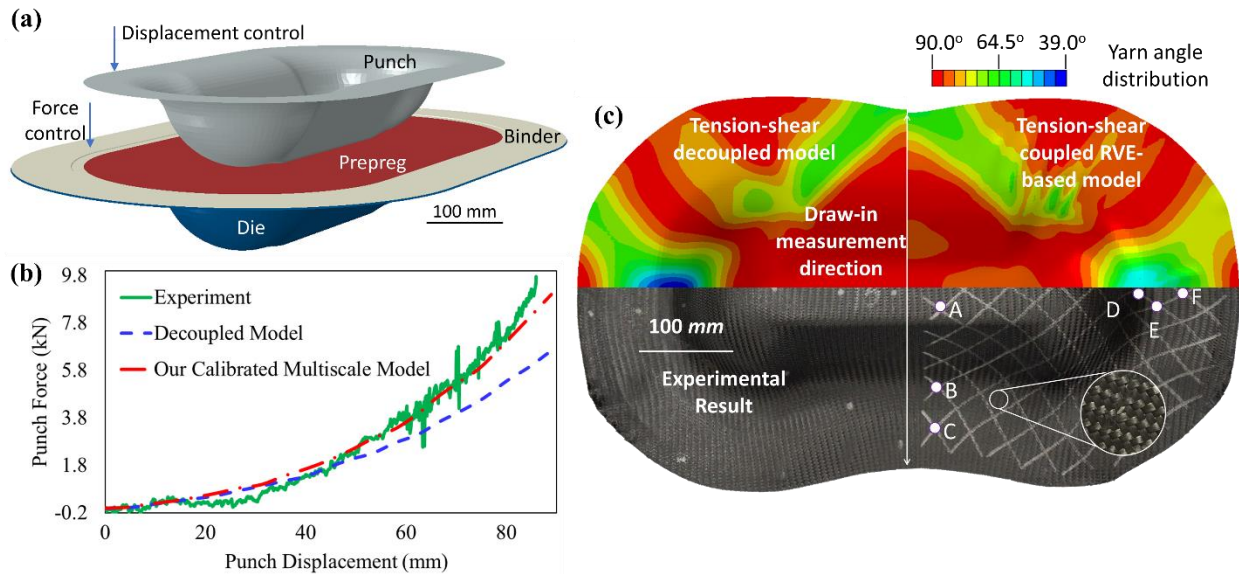 (a)
Displacement control
Punch
Force
control
Binder
Prepreg
Die
100 mm
(b)
9.8
7.8
5.8
3.8
1.8
-0.2
Punch Force (kN)
Experiment
Decoupled Model
Our Calibrated Multiscale Model
0
20
40
60
80
Punch Displacement (mm)
90.0°
64.5°
39.0°
Yarn angle
distribution
(c)
Tension-shear
decoupled model
Tension-shear
coupled RVE-
based model
Draw-in
measurement
direction
100 mm
Experimental
Result
A
B
C
D
E
F